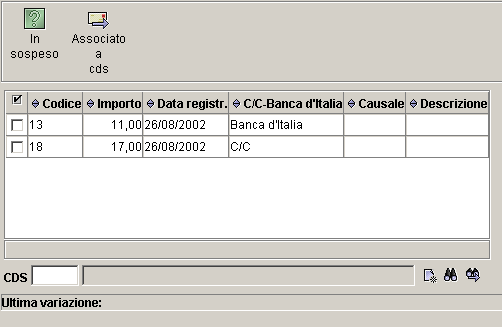 In sospeso
Associato a cds
Codice Importo Data registr. C/C-Banca d'Italia Causale Descrizione
13 11,00 26/08/2002 Banca d'Italia
18 17,00 26/08/2002 C/C
CDS
Ultima variazione: